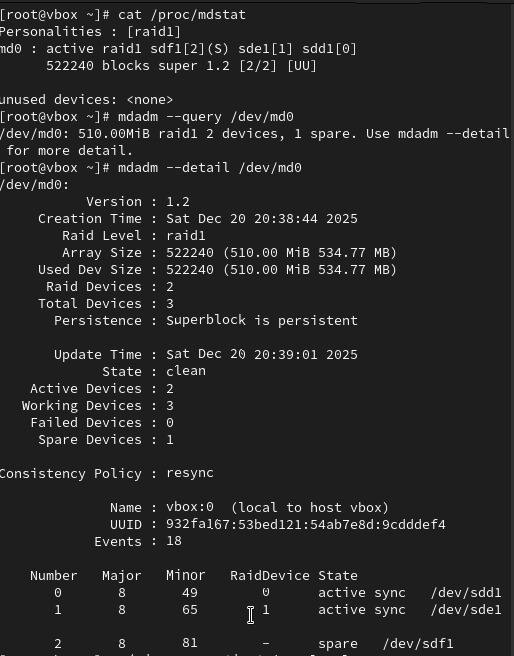 [root@vbox ~]# cat /proc/mdstat
Personalities : [raid1]
md0 : active raid1 sdf1[2](S) sde1[1] sdd1[0]
      522240 blocks super 1.2 [2/2] [UU]
unused devices: <none>
[root@vbox ~]# mdadm --query /dev/md0
/dev/md0: 510.00MiB raid1 2 devices, 1 spare. Use mdadm --detail
 for more detail.
[root@vbox ~]# mdadm --detail /dev/md0
/dev/md0:
           Version : 1.2
     Creation Time : Sat Dec 20 20:38:44 2025
        Raid Level : raid1
        Array Size : 522240 (510.00 MiB 534.77 MB)
     Used Dev Size : 522240 (510.00 MiB 534.77 MB)
      Raid Devices : 2
     Total Devices : 3
       Persistence : Superblock is persistent
       Update Time : Sat Dec 20 20:39:01 2025
             State : clean
    Active Devices : 2
   Working Devices : 3
    Failed Devices : 0
     Spare Devices : 1
Consistency Policy : resync
              Name : vbox:0  (local to host vbox)
              UUID : 932fa167:53bed121:54ab7e8d:9cdddef4
            Events : 18
    Number   Major   Minor   RaidDevice State
       0       8       49        0      active sync   /dev/sdd1
       1       8       65        1      active sync   /dev/sde1
       2       8       81        -      spare   /dev/sdf1